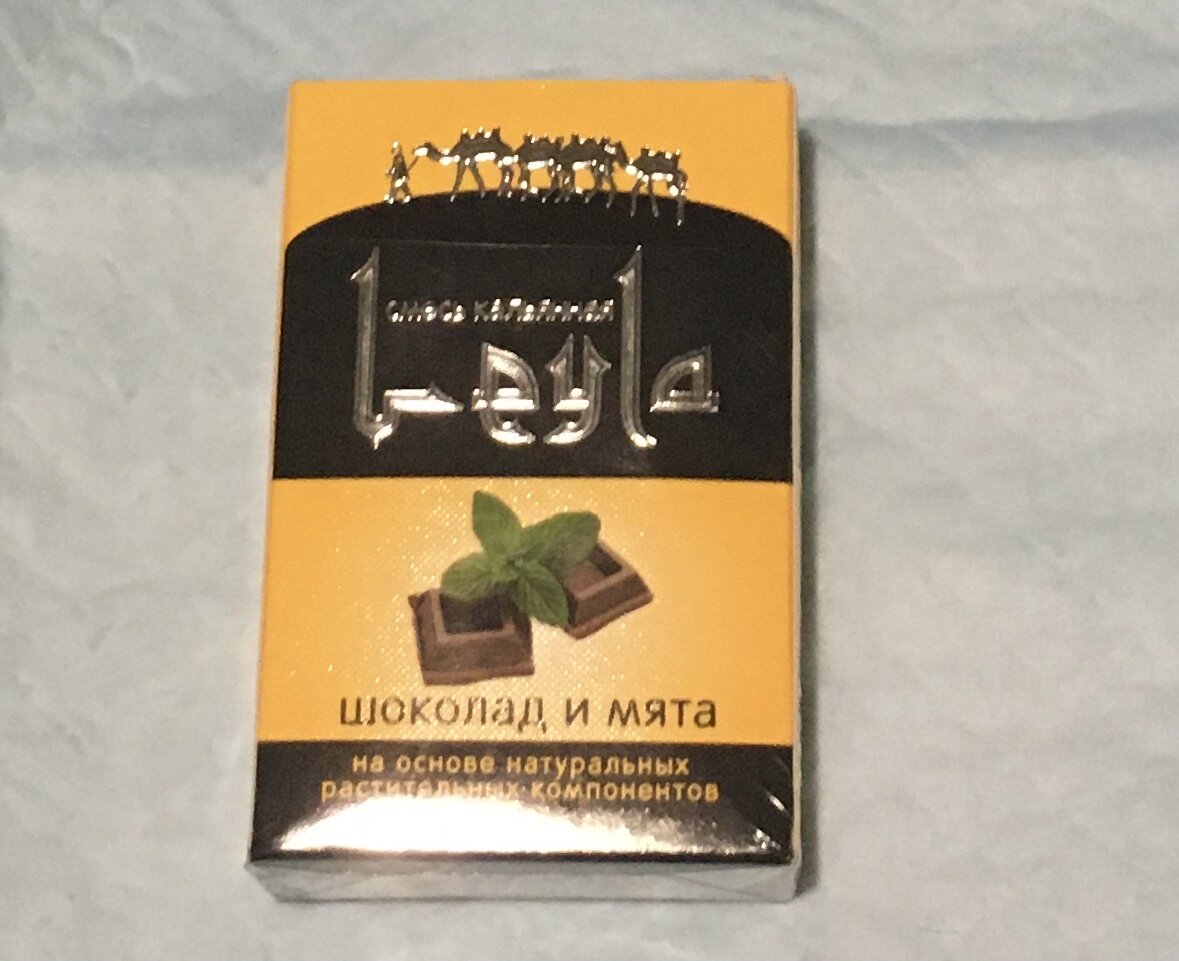 смесь кальянная
Leyla
шоколад и мята
на основе натуральных
растительных компонентов